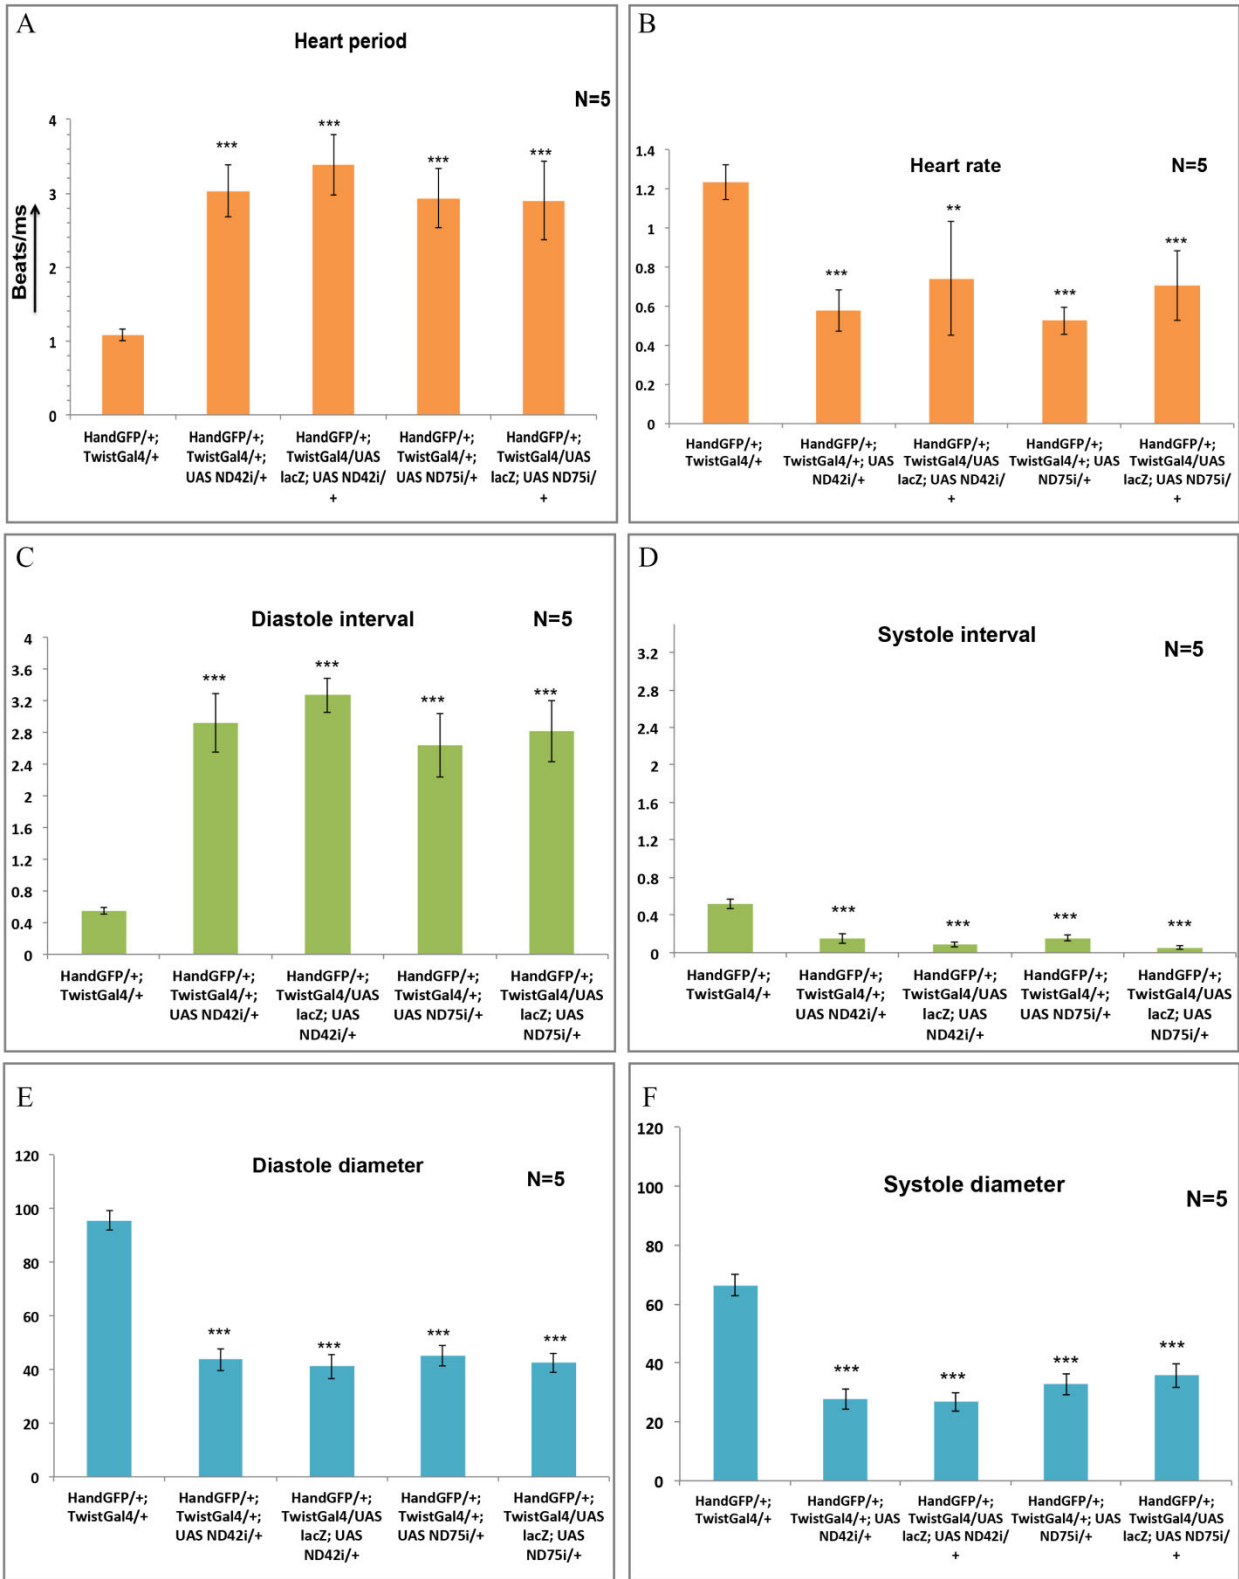 A
Heart period
N=5
Beats/ms
4
3
2
1
0
***
***
***
***
HandGFP/+;
TwistGal4/+
HandGFP/+;
TwistGal4/+;
UAS ND42i/+
HandGFP/+;
TwistGal4/UAS
lacZ; UAS ND42i/
+
HandGFP/+;
TwistGal4/+;
UAS ND75i/+
HandGFP/+;
TwistGal4/UAS
lacZ; UAS ND75i/
+
B
Heart rate
N=5
1.4
1.2
1
0.8
0.6
0.4
0.2
0
***
**
***
***
HandGFP/+;
TwistGal4/+
HandGFP/+;
TwistGal4/+; UAS
ND42i/+
HandGFP/+;
TwistGal4/UAS
lacZ; UAS ND42i/
+
HandGFP/+;
TwistGal4/+; UAS
ND75i/+
HandGFP/+;
TwistGal4/UAS
lacZ; UAS ND75i/
+
C
Diastole interval
N=5
4
3.6
3.2
2.8
2.4
2
1.6
1.2
0.8
0.4
0
***
***
***
***
HandGFP/+;
TwistGal4/+
HandGFP/+;
TwistGal4/+;
UAS ND42i/+
HandGFP/+;
TwistGal4/UAS
lacZ; UAS
ND42i/+
HandGFP/+;
TwistGal4/+;
UAS ND75i/+
HandGFP/+;
TwistGal4/UAS
lacZ; UAS
ND75i/+
D
Systole interval
N=5
3.2
2.8
2.4
2
1.6
1.2
0.8
0.4
0
***
***
***
***
HandGFP/+;
TwistGal4/+
HandGFP/+;
TwistGal4/+;
UAS ND42i/+
HandGFP/+;
TwistGal4/UAS
lacZ; UAS
ND42i/+
HandGFP/+;
TwistGal4/+;
UAS ND75i/+
HandGFP/+;
TwistGal4/UAS
lacZ; UAS
ND75i/+
E
Diastole diameter
N=5
120
100
80
60
40
20
0
***
***
***
***
HandGFP/+;
TwistGal4/+
HandGFP/+;
TwistGal4/+;
UAS ND42i/+
HandGFP/+;
TwistGal4/UAS
lacZ; UAS
ND42i/+
HandGFP/+;
TwistGal4/+;
UAS ND75i/+
HandGFP/+;
TwistGal4/UAS
lacZ; UAS
ND75i/+
F
Systole diameter
N=5
120
100
80
60
40
20
0
***
***
***
***
HandGFP/+;
TwistGal4/+
HandGFP/+;
TwistGal4/+; UAS
ND42i/+
HandGFP/+;
TwistGal4/UAS
lacZ; UAS ND42i/
+
HandGFP/+;
TwistGal4/+; UAS
ND75i/+
HandGFP/+;
TwistGal4/UAS
lacZ; UAS ND75i/
+